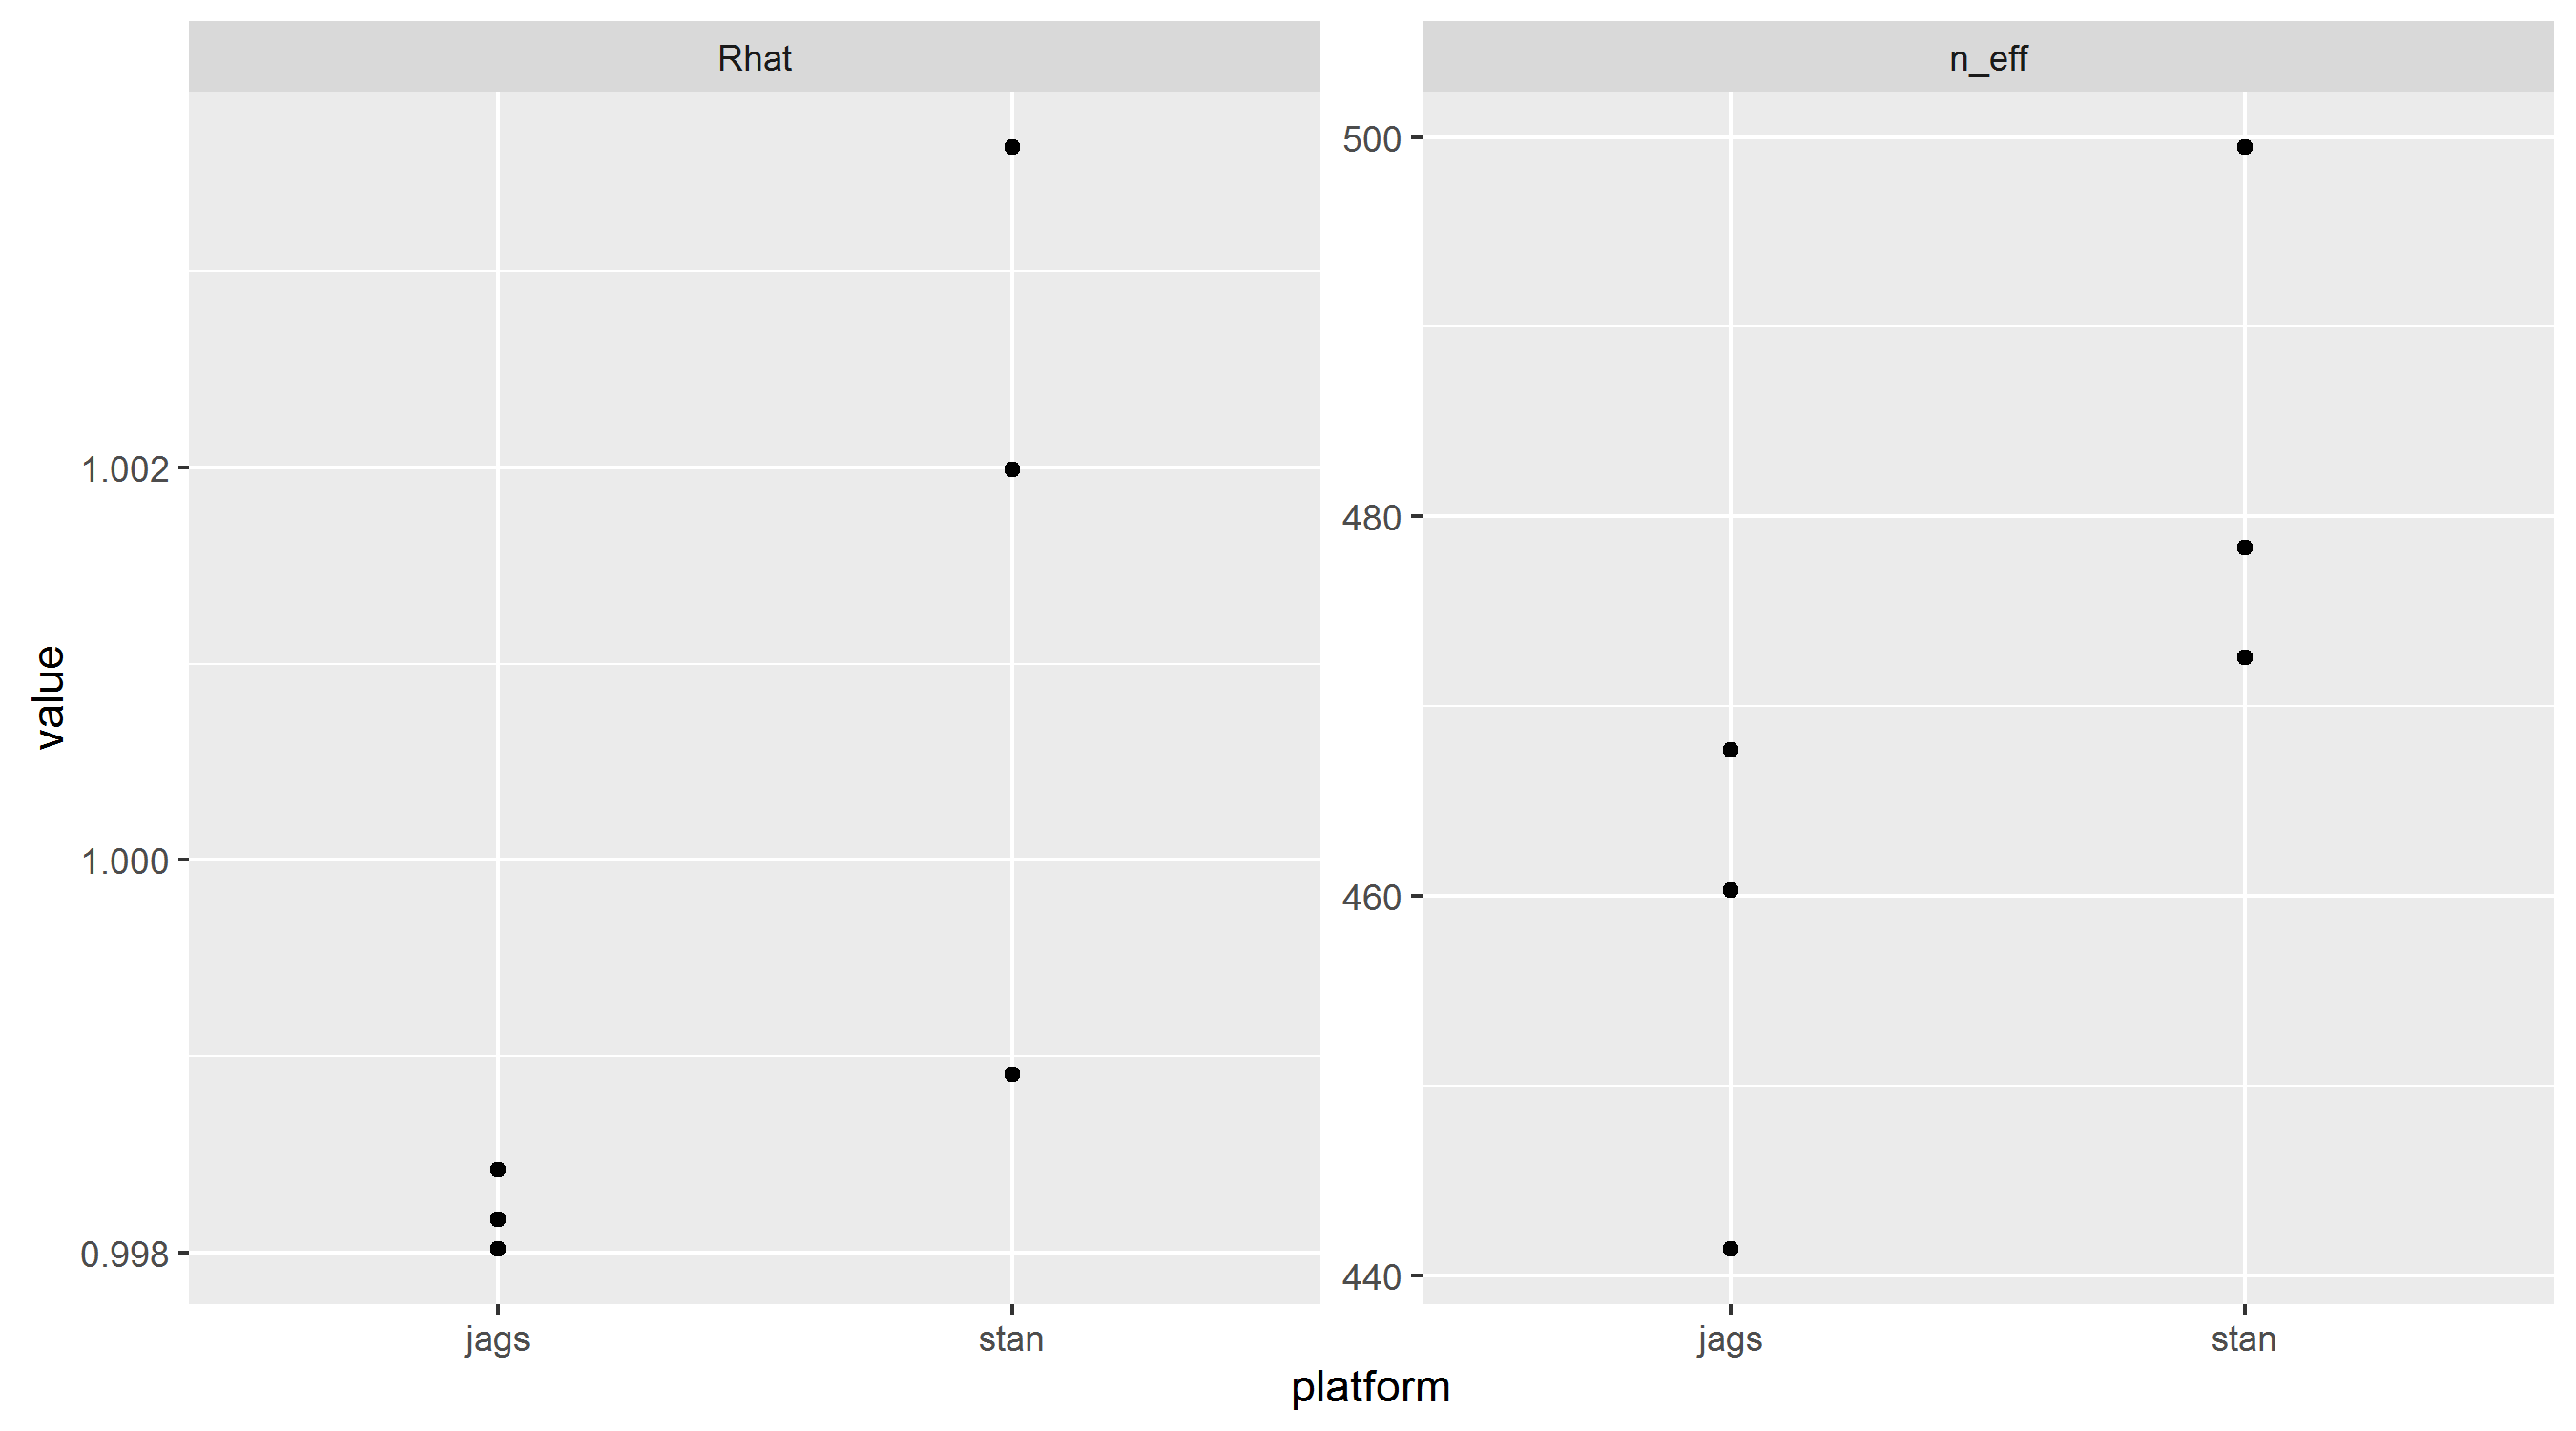 Rhat
n_eff
value
1.002
1.000
0.998
500
480
460
440
jags
stan
jags
stan
platform